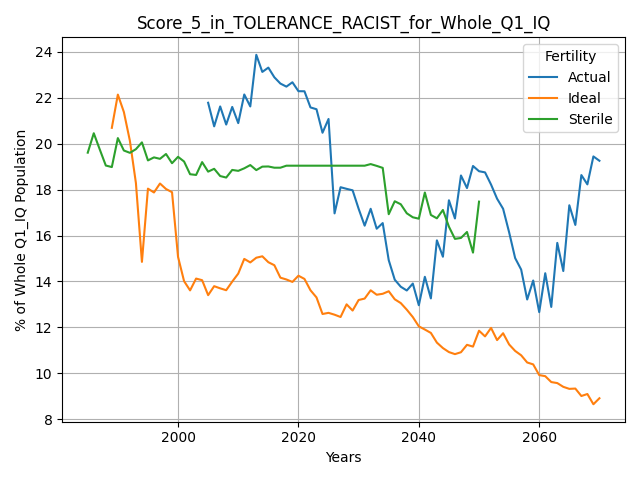 Score_5_in_TOLERANCE_RACIST_for_Whole_Q1_IQ
24
22
20
18
16
14
12
10
8
% of Whole Q1_IQ Population
Fertility
Actual
Ideal
Sterile
2000
2020
2040
2060
Years